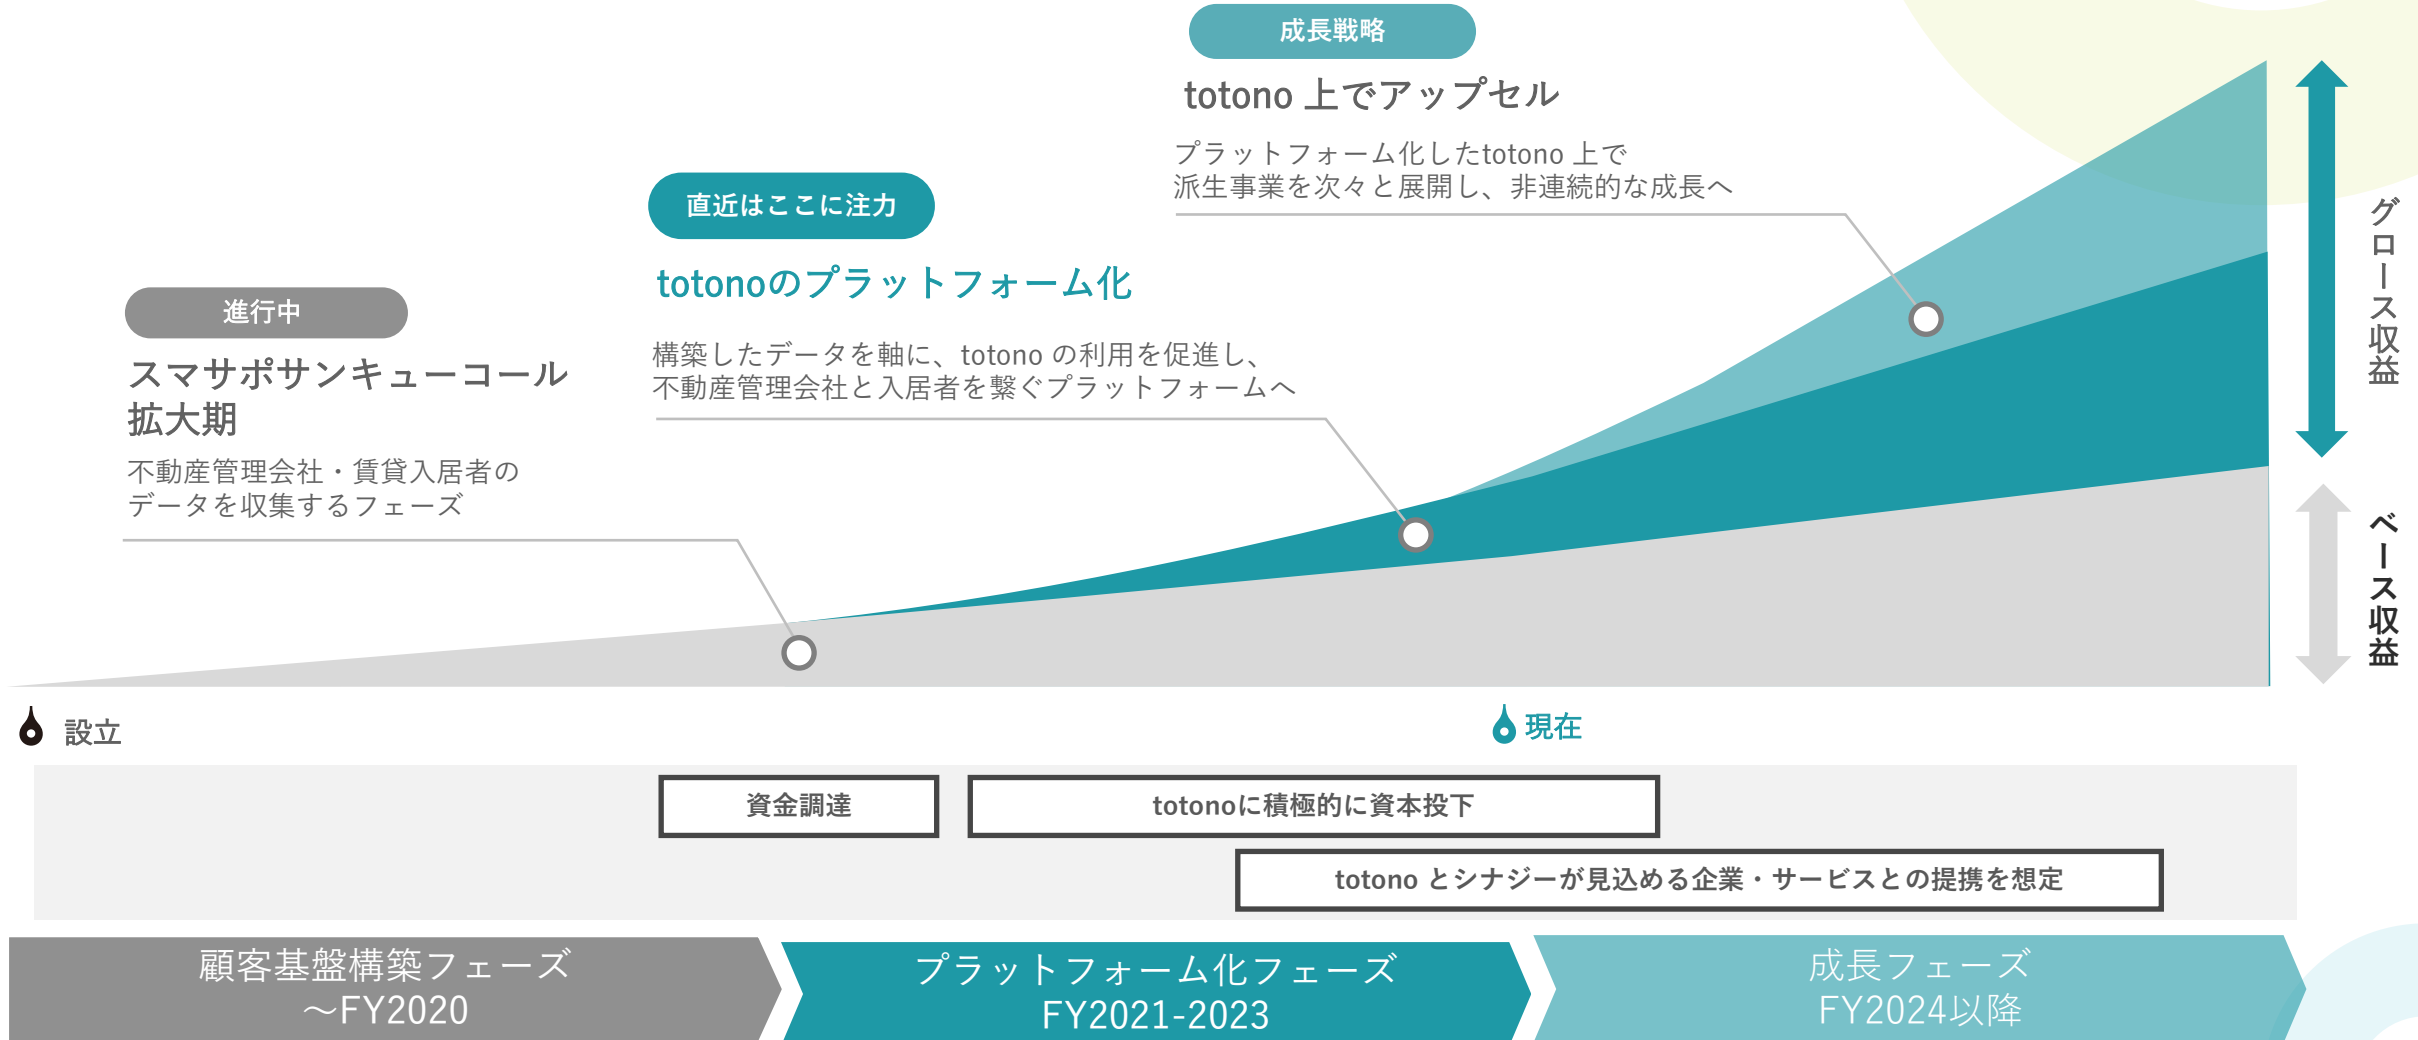 成長戦略
totono 上でアップセル
プラットフォーム化したtotono 上で
派生事業を次々と展開し、非連続的な成長へ
直近はここに注力
totonoのプラットフォーム化
構築したデータを軸に、totono の利用を促進し、
不動産管理会社と入居者を繋ぐプラットフォームへ
進行中
スマサポサンキューコール
拡大期
不動産管理会社・賃貸入居者の
データを収集するフェーズ
グロース収益
ベース収益
設立
現在
資金調達
totonoに積極的に資本投下
totono とシナジーが見込める企業・サービスとの提携を想定
顧客基盤構築フェーズ
～FY2020
プラットフォーム化フェーズ
FY2021-2023
成長フェーズ
FY2024以降